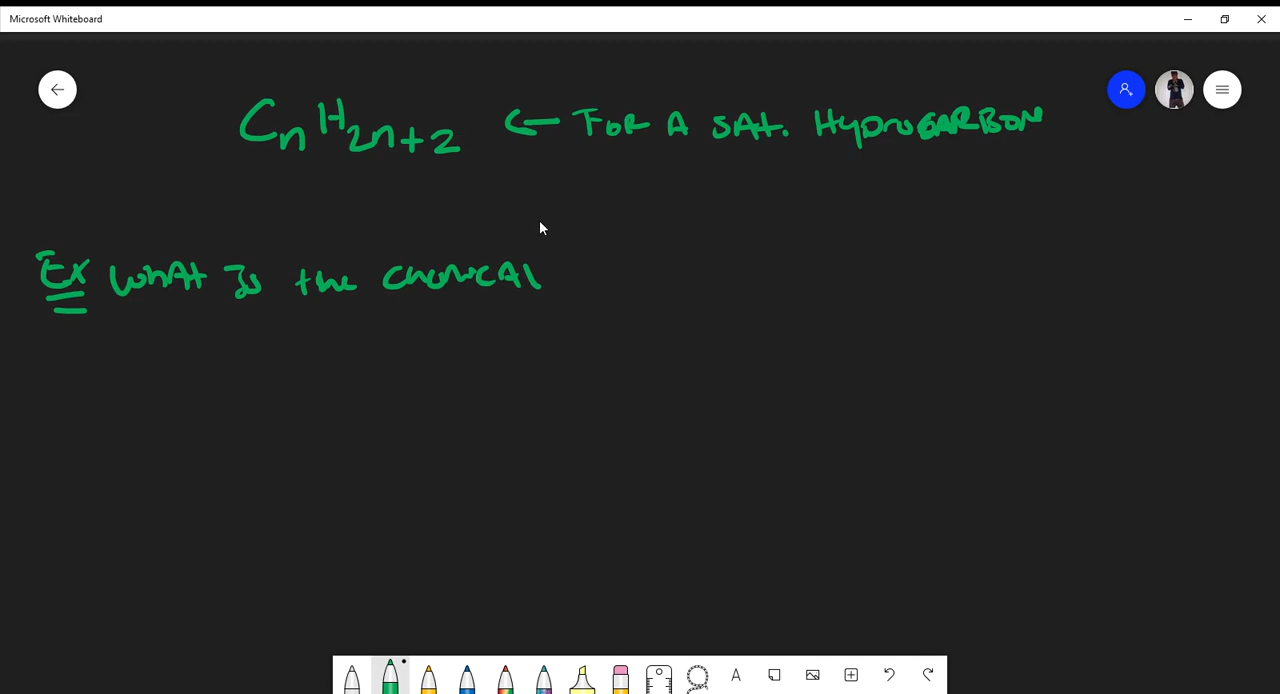 Microsoft Whiteboard
CnH2n+2 ← FOR A SAt. HyDROCARBON
EX WhAt Is the ChemicAl
A